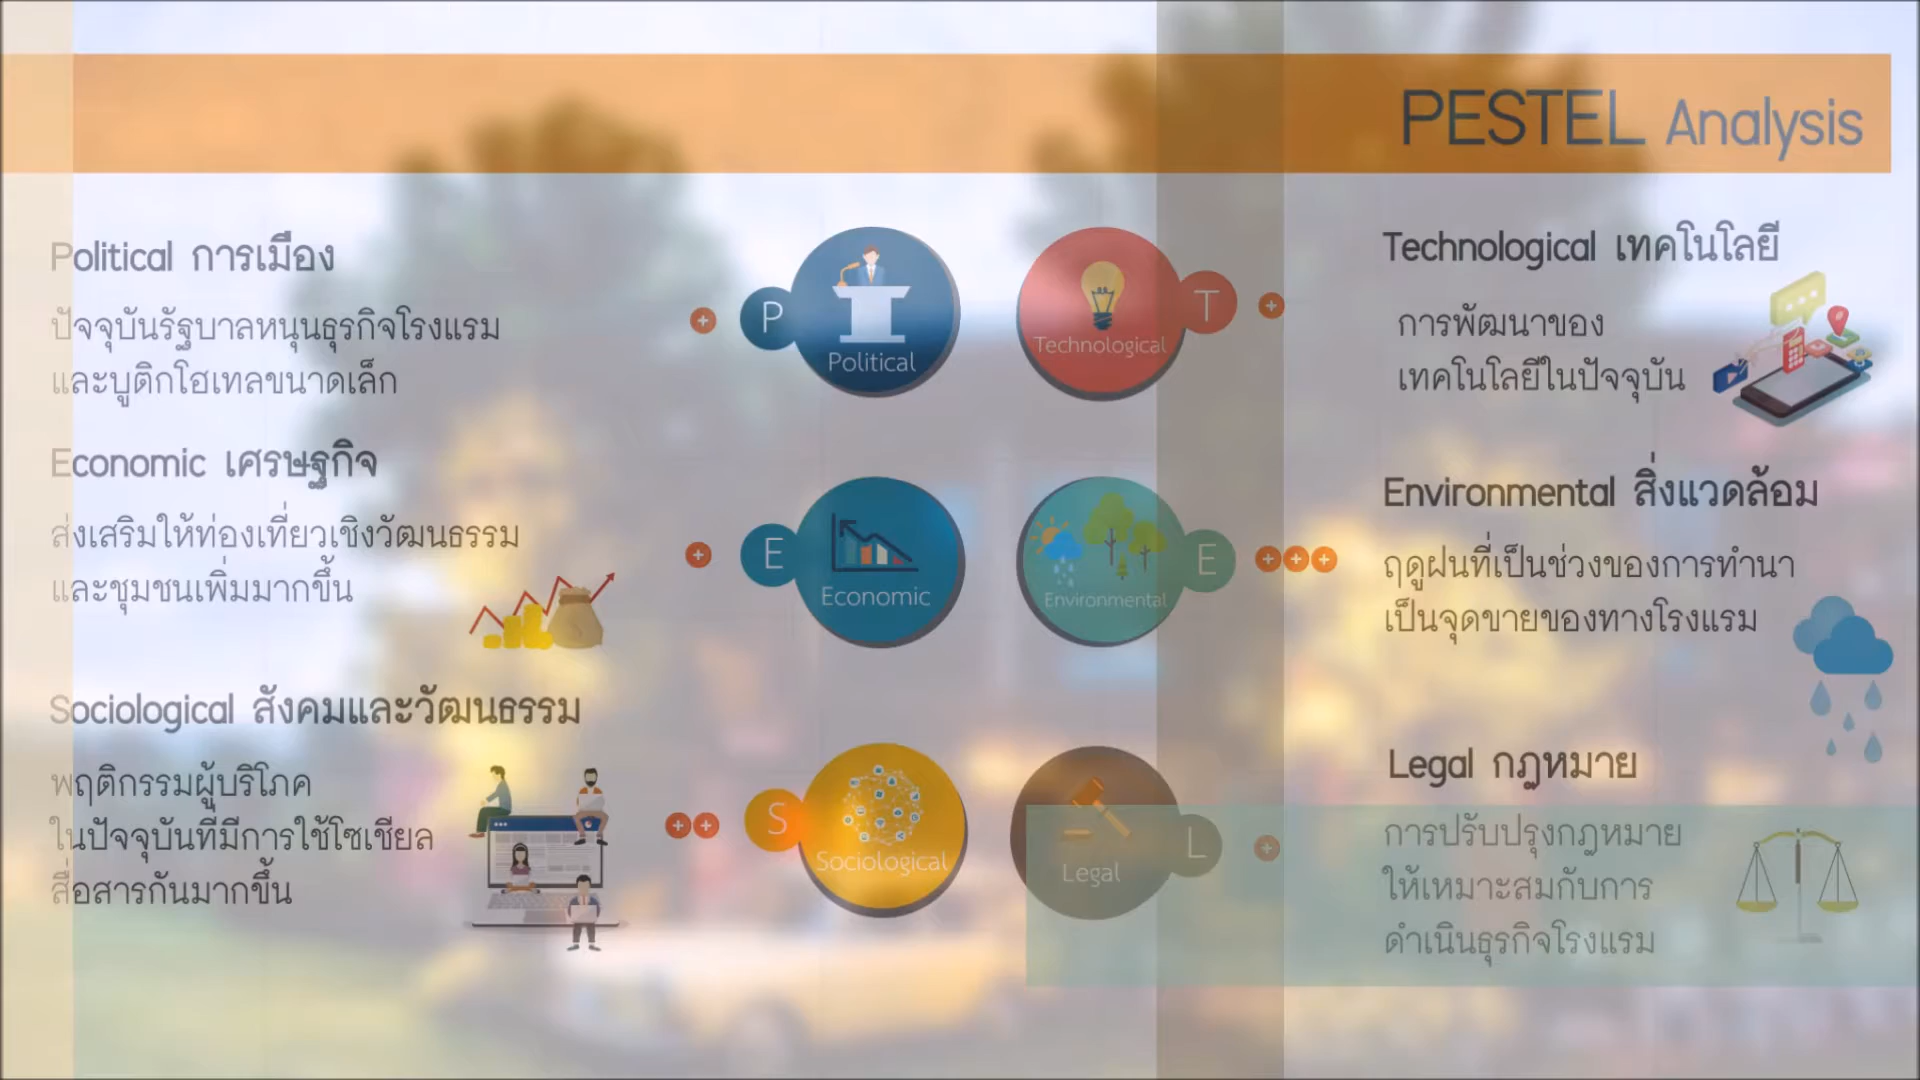 PESTEL Analysis
Political การเมือง
ปัจจุบันรัฐบาลหนุนธุรกิจโรงแรม
และบูติกโฮเทลขนาดเล็ก
Economic เศรษฐกิจ
ส่งเสริมให้ท่องเที่ยวเชิงวัฒนธรรม
และชุมชนเพิ่มมากขึ้น
Sociological สังคมและวัฒนธรรม
พฤติกรรมผู้บริโภค
ในปัจจุบันที่มีการใช้โซเชียล
สื่อสารกันมากขึ้น
P
Political
E
Economic
S
Sociological
T
Technological
E
Environmental
L
Legal
Technological เทคโนโลยี
การพัฒนาของ
เทคโนโลยีในปัจจุบัน
Environmental สิ่งแวดล้อม
ฤดูฝนที่เป็นช่วงของการทำนา
เป็นจุดขายของทางโรงแรม
Legal กฎหมาย
การปรับปรุงกฎหมาย
ให้เหมาะสมกับการ
ดำเนินธุรกิจโรงแรม